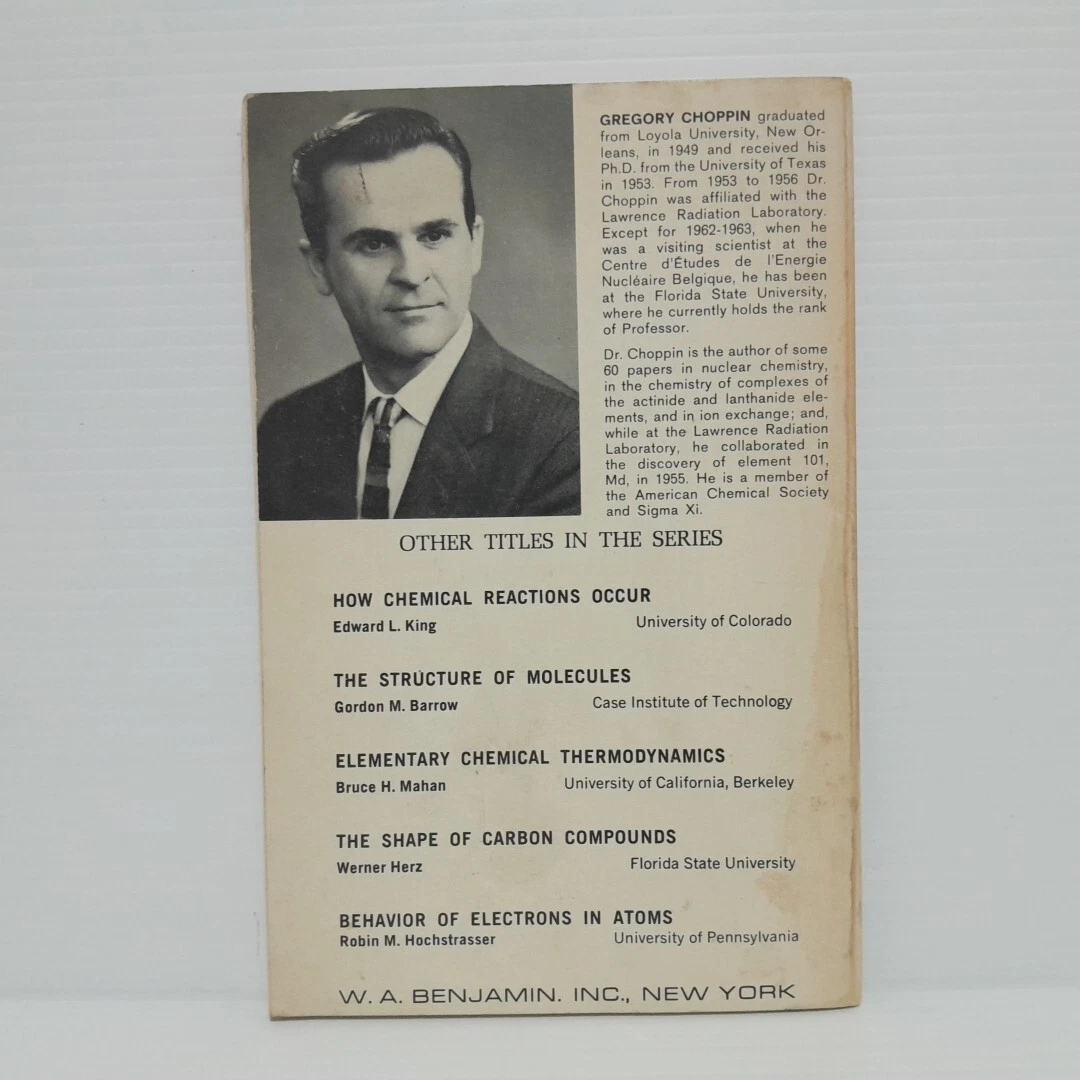 GREGORY CHOPPIN graduated
from Loyola University, New Or-
leans, in 1949 and received his
Ph.D. from the University of Texas
in 1953. From 1953 to 1956 Dr.
Choppin was affiliated with the
Lawrence Radiation Laboratory.
Except for 1962-1963, when he
was a visiting scientist at the
Centre d'Études de l'Energie
Nucléaire Belgique, he has been
at the Florida State University,
where he currently holds the rank
of Professor.
Dr. Choppin is the author of some
60 papers in nuclear chemistry,
in the chemistry of complexes of
the actinide and lanthanide ele-
ments, and in ion exchange; and,
while at the Lawrence Radiation
Laboratory, he collaborated in
the discovery of element 101,
Md, in 1955. He is a member of
the American Chemical Society
and Sigma Xi.
OTHER TITLES IN THE SERIES
HOW CHEMICAL REACTIONS OCCUR
Edward L. King University of Colorado
THE STRUCTURE OF MOLECULES
Gordon M. Barrow Case Institute of Technology
ELEMENTARY CHEMICAL THERMODYNAMICS
Bruce H. Mahan University of California, Berkeley
THE SHAPE OF CARBON COMPOUNDS
Werner Herz Florida State University
BEHAVIOR OF ELECTRONS IN ATOMS
Robin M. Hochstrasser University of Pennsylvania
W. A. BENJAMIN. INC., NEW YORK